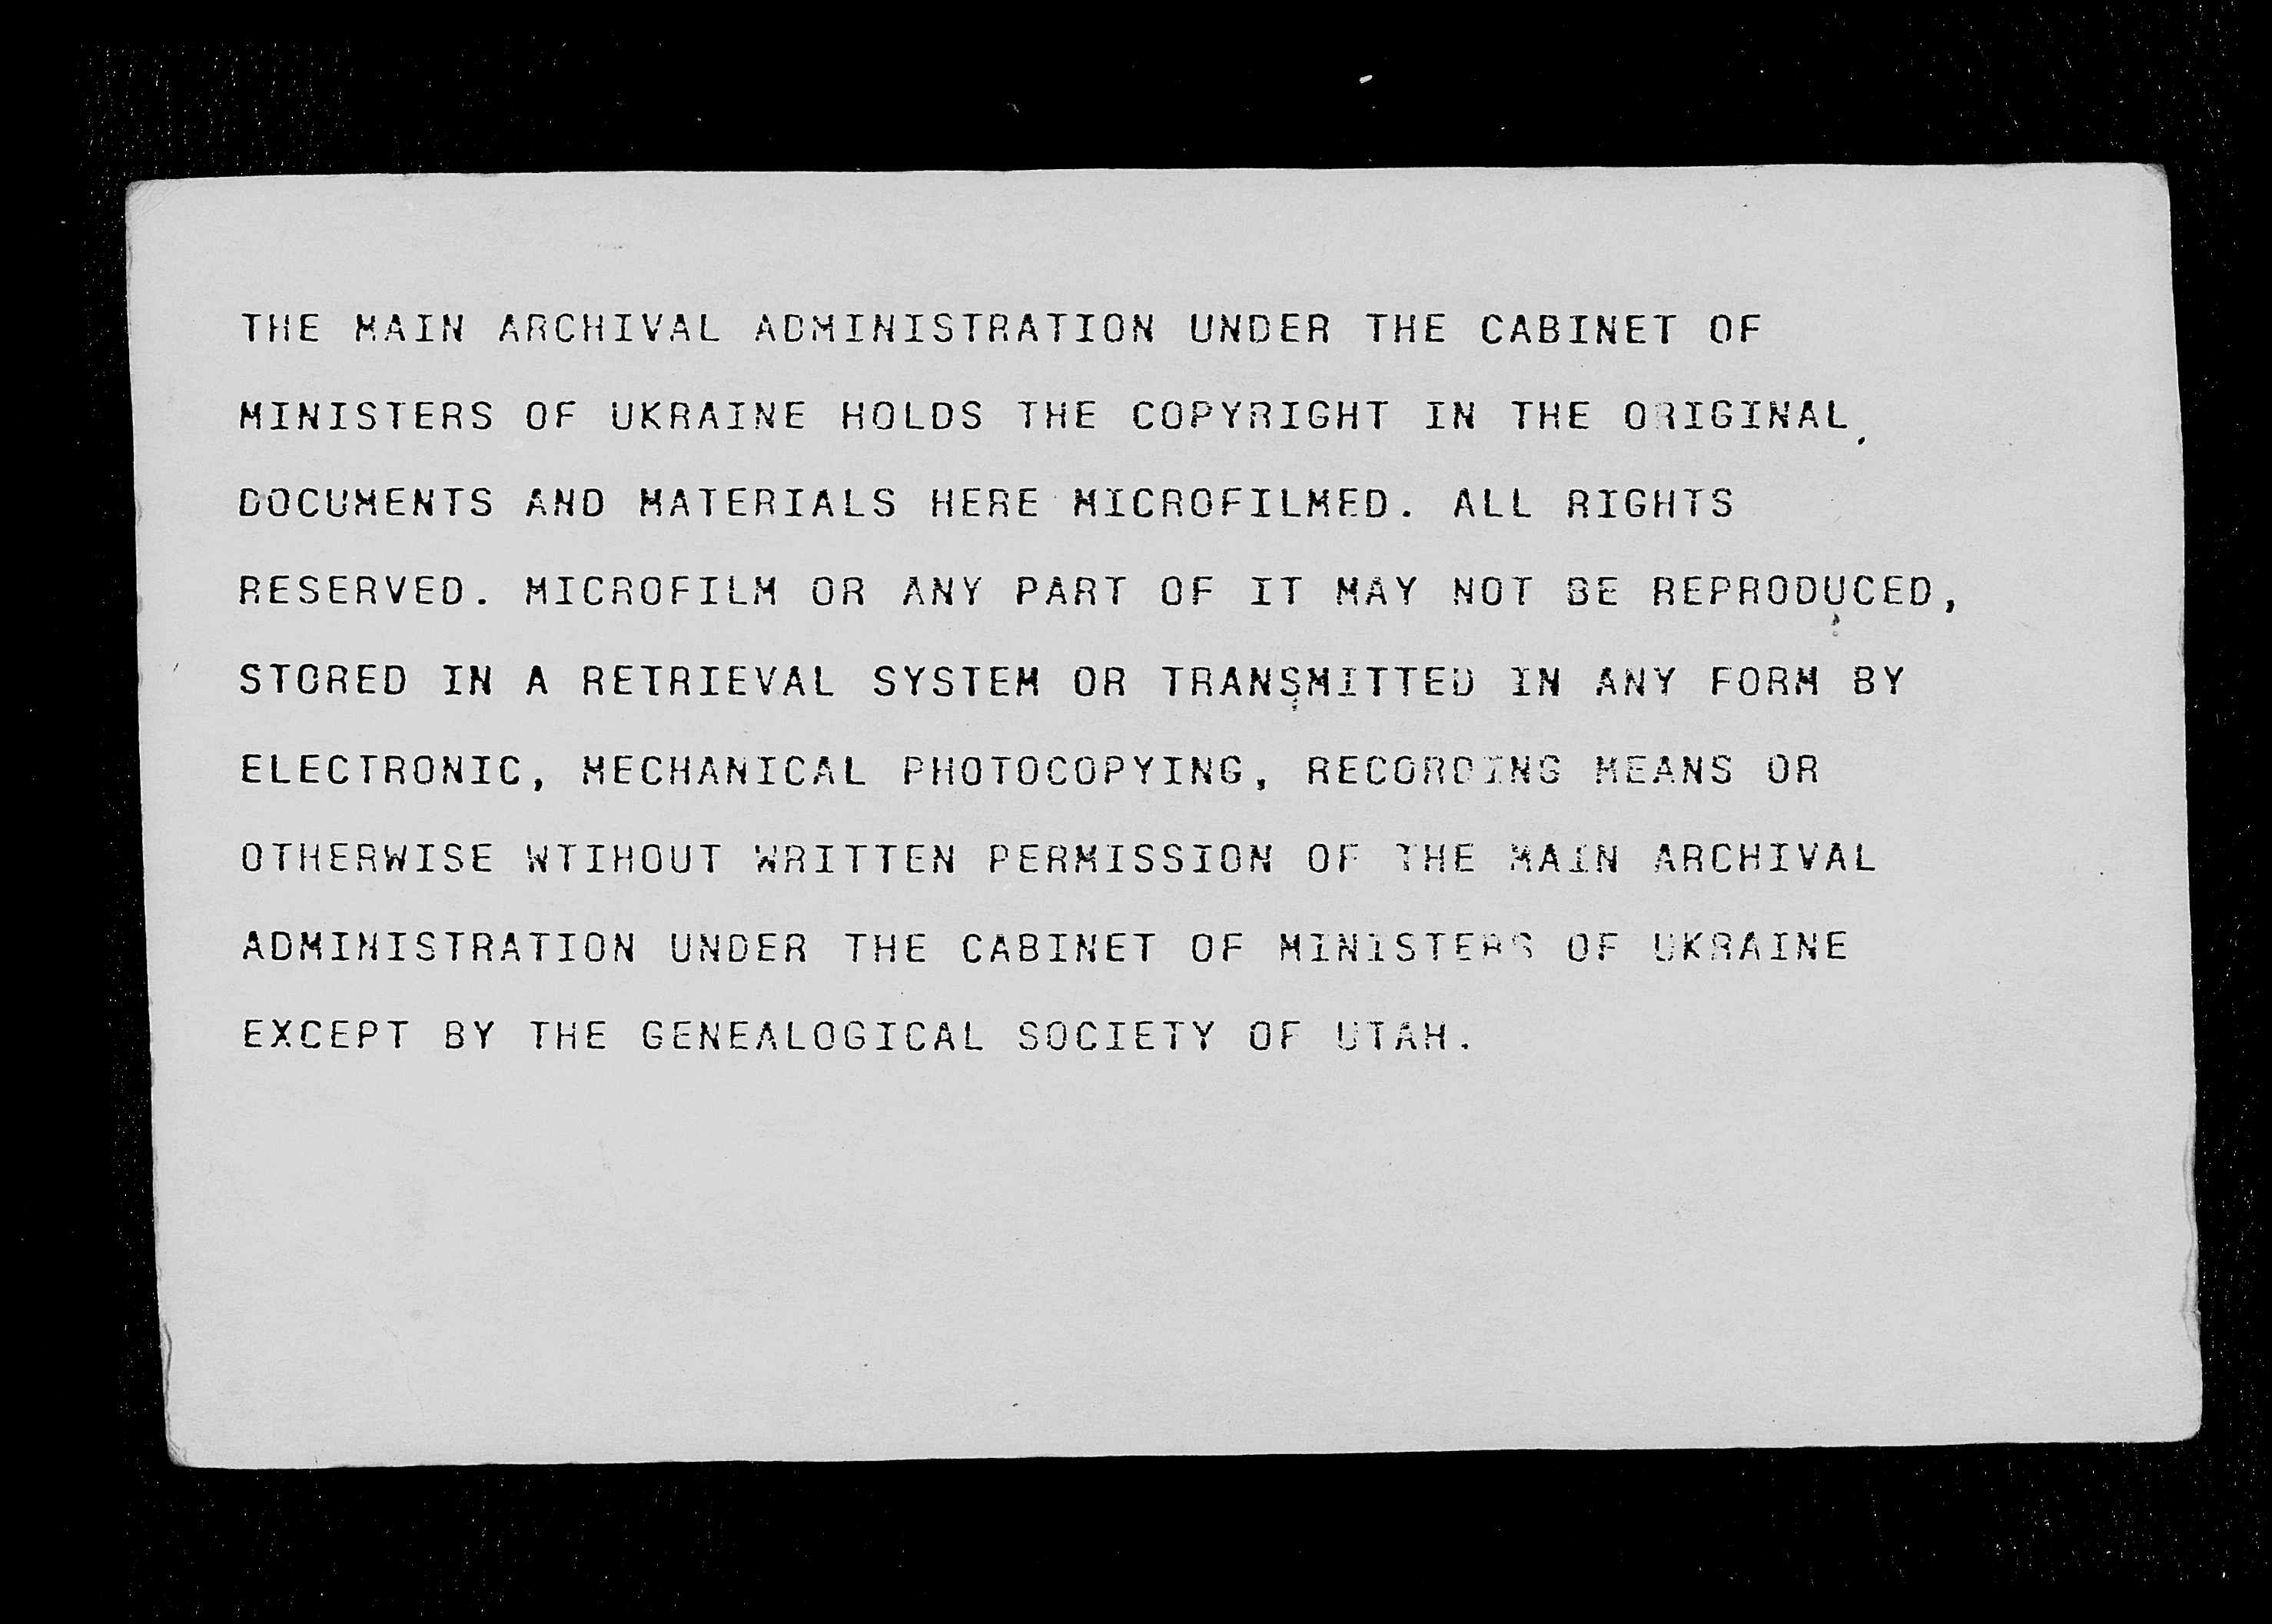 THE MAIN ARCHIVAL ADMINISTRATION UNDER THE CABINET OF
MINISTERS OF UKRAINE HOLDS THE COPYRIGHT IN THE ORIGINAL
DOCUMENTS AND MATERIALS HERE MICROFILMED. ALL RIGHTS
RESERVED. MICROFILM OR ANY PART OF IT MAY NOT BE REPRODUCED,
STORED IN A RETRIEVAL SYSTEM OR TRANSMITTED IN ANY FORM BY
ELECTRONIC, MECHANICAL PHOTOCOPYING, RECORDING MEANS OR
OTHERWISE WTIHOUT WRITTEN PERMISSION OF THE MAIN ARCHIVAL
ADMINISTRATION UNDER THE CABINET OF MINISTERS OF UKRAINE
EXCEPT BY THE GENEALOGICAL SOCIETY OF UTAH.